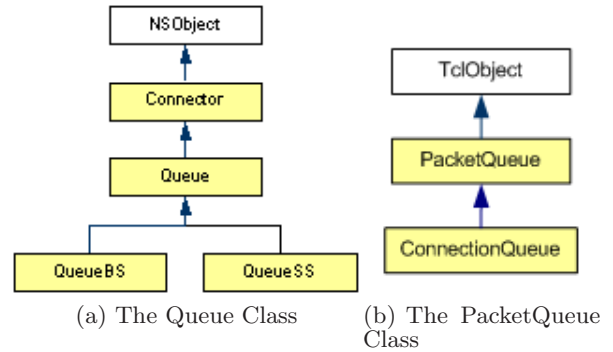 NSObject
Connector
Queue
QueueBS
QueueSS
(a) The Queue Class
TclObject
PacketQueue
ConnectionQueue
(b) The PacketQueue
Class